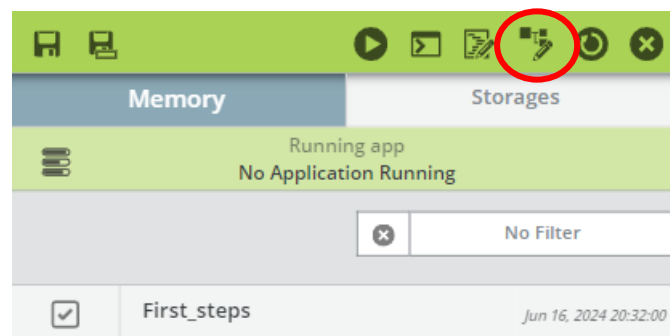 Memory
Storages
Running app
No Application Running
No Filter
First_steps
Jun 16, 2024 20:32:00